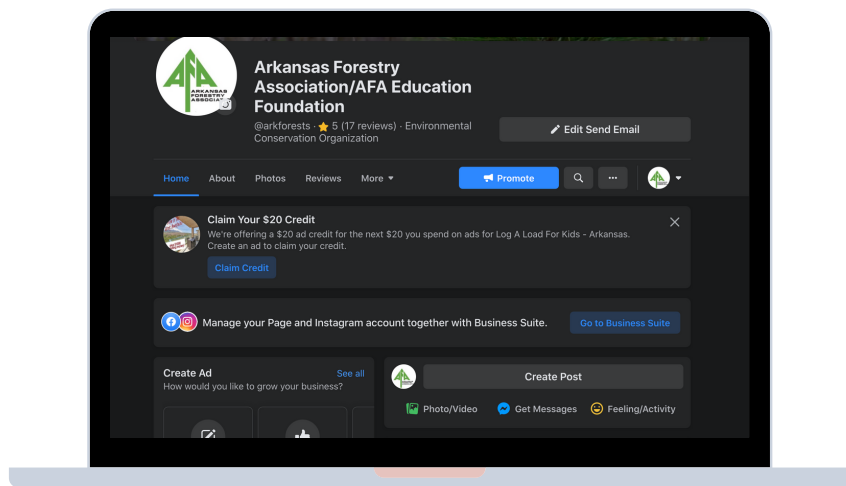 AFA
ARKANSAS
FORESTRY
Arkansas Forestry
Association/AFA Education
Foundation
@arkforests · ⭐ 5 (17 reviews) · Environmental
Conservation Organization
Edit Send Email
Home
About
Photos
Reviews
More
Promote
Claim Your $20 Credit
We're offering a $20 ad credit for the next $20 you spend on ads for Log A Load For Kids - Arkansas.
Create an ad to claim your credit.
Claim Credit
Manage your Page and Instagram account together with Business Suite.
Go to Business Suite
Create Ad
See all
How would you like to grow your business?
Create Post
Photo/Video
Get Messages
Feeling/Activity